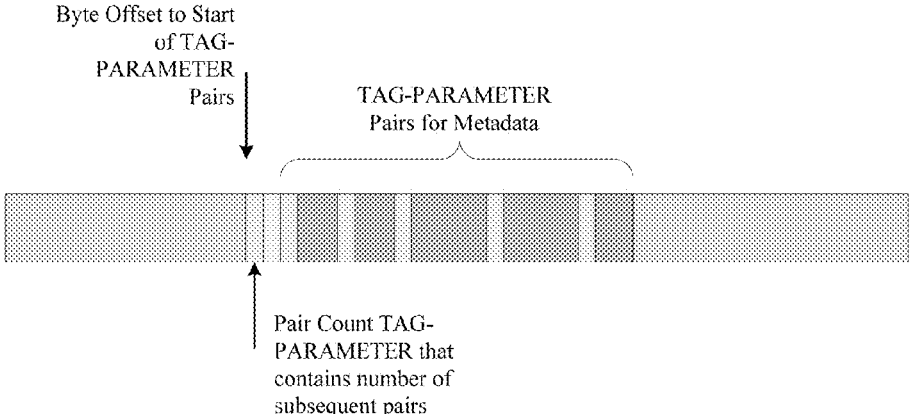 Byte Offset to Start
of TAG-
PARAMETER
Pairs
TAG-PARAMETER
Pairs for Metadata
Pair Count TAG-
PARAMETER that
contains number of
subsequent pairs